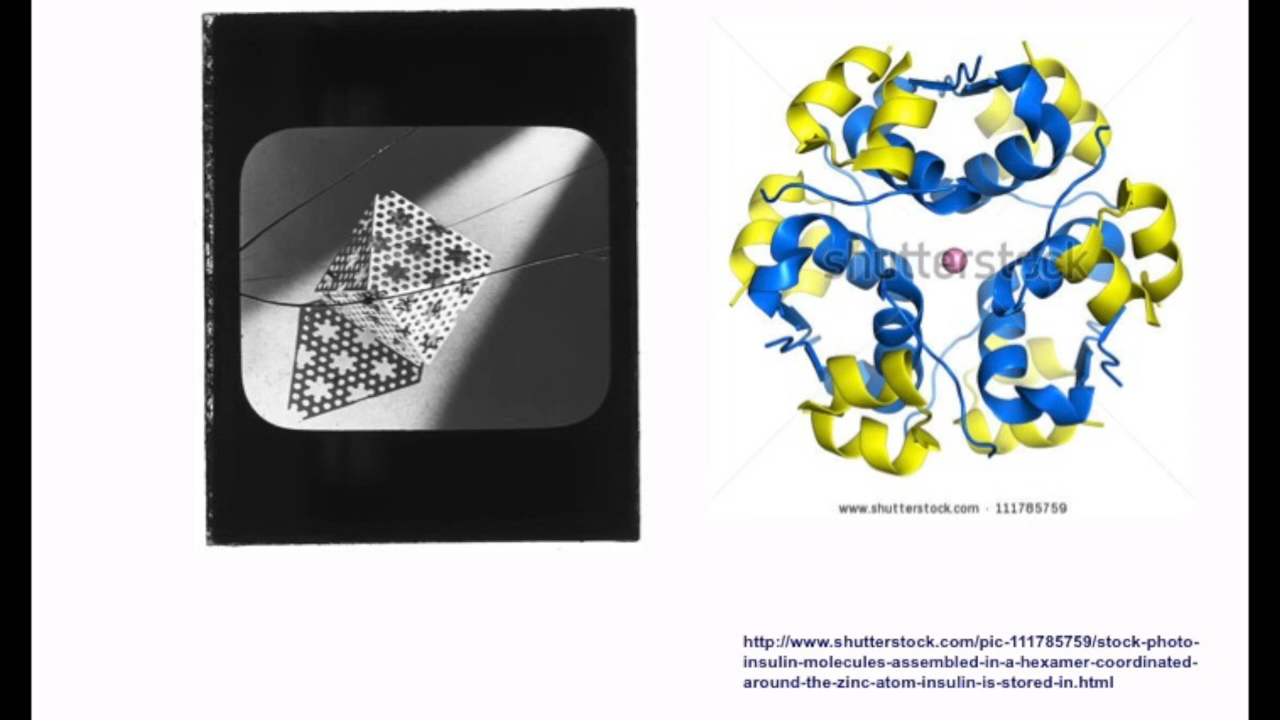 shutterstock
www.shutterstock.com · 111785759
http://www.shutterstock.com/pic-111785759/stock-photo-
insulin-molecules-assembled-in-a-hexamer-coordinated-
around-the-zinc-atom-insulin-is-stored-in.html